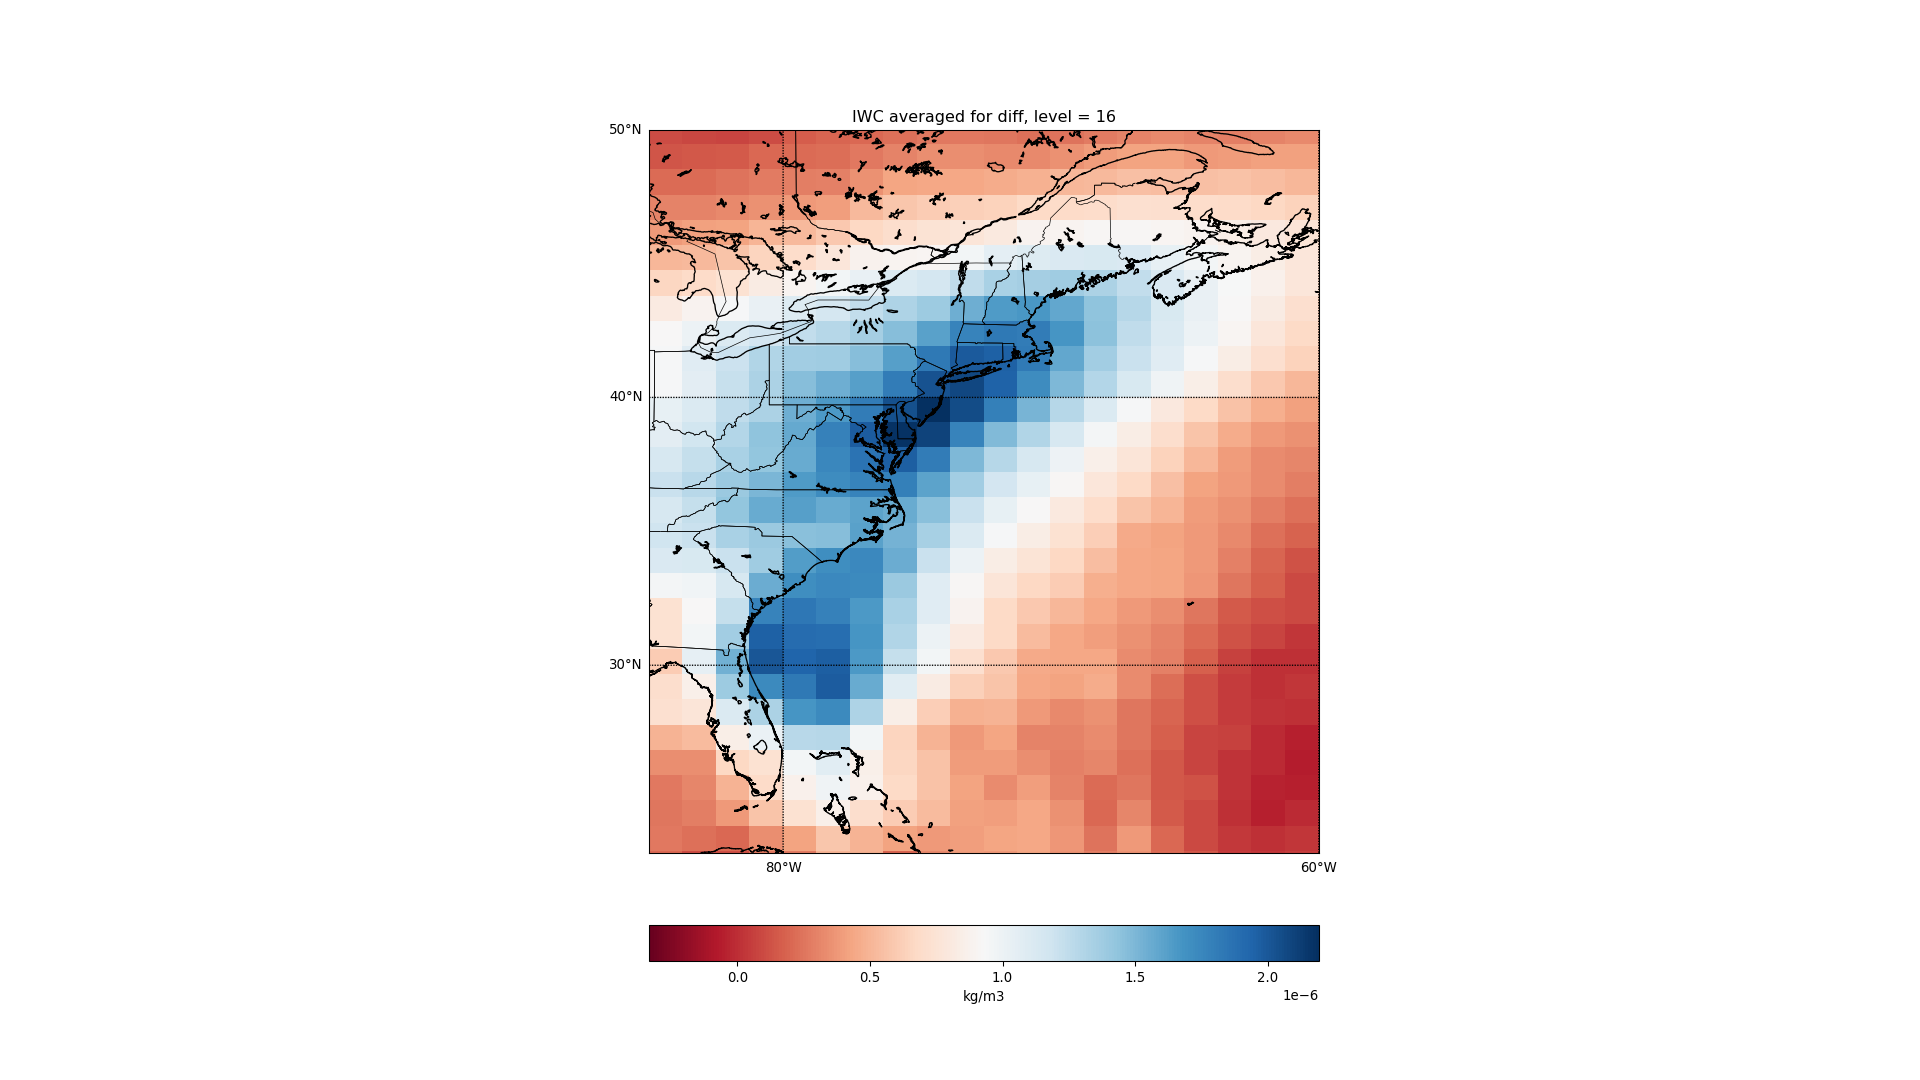 IWC averaged for diff, level = 16
50°N
40°N
30°N
80°W
60°W
0.0
0.5
1.0
1.5
2.0
kg/m3
1e−6